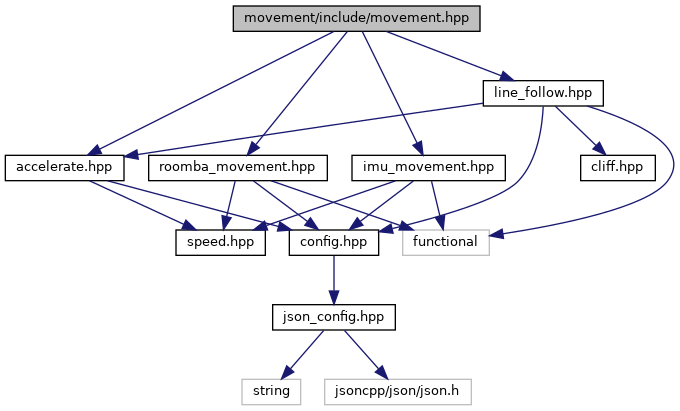 movement/include/movement.hpp
line_follow.hpp
accelerate.hpp
roomba_movement.hpp
imu_movement.hpp
cliff.hpp
speed.hpp
config.hpp
functional
json_config.hpp
string
jsoncpp/json/json.h